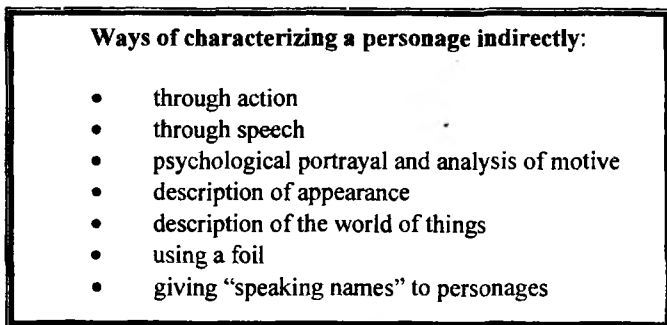 Ways of characterizing a personage indirectly:
• through action
• through speech
• psychological portrayal and analysis of motive
• description of appearance
• description of the world of things
• using a foil
• giving “speaking names” to personages